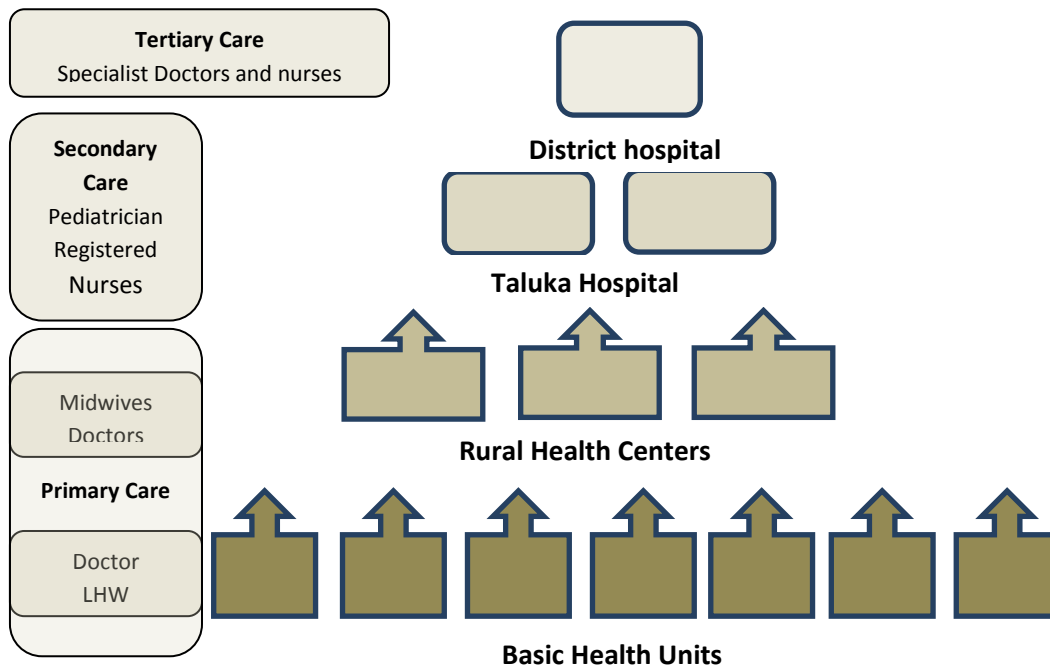 Tertiary Care
Specialist Doctors and nurses
District hospital
Secondary
Care
Pediatrician
Registered
Nurses
Taluka Hospital
Midwives
Doctors
Rural Health Centers
Primary Care
Doctor
LHW
Basic Health Units